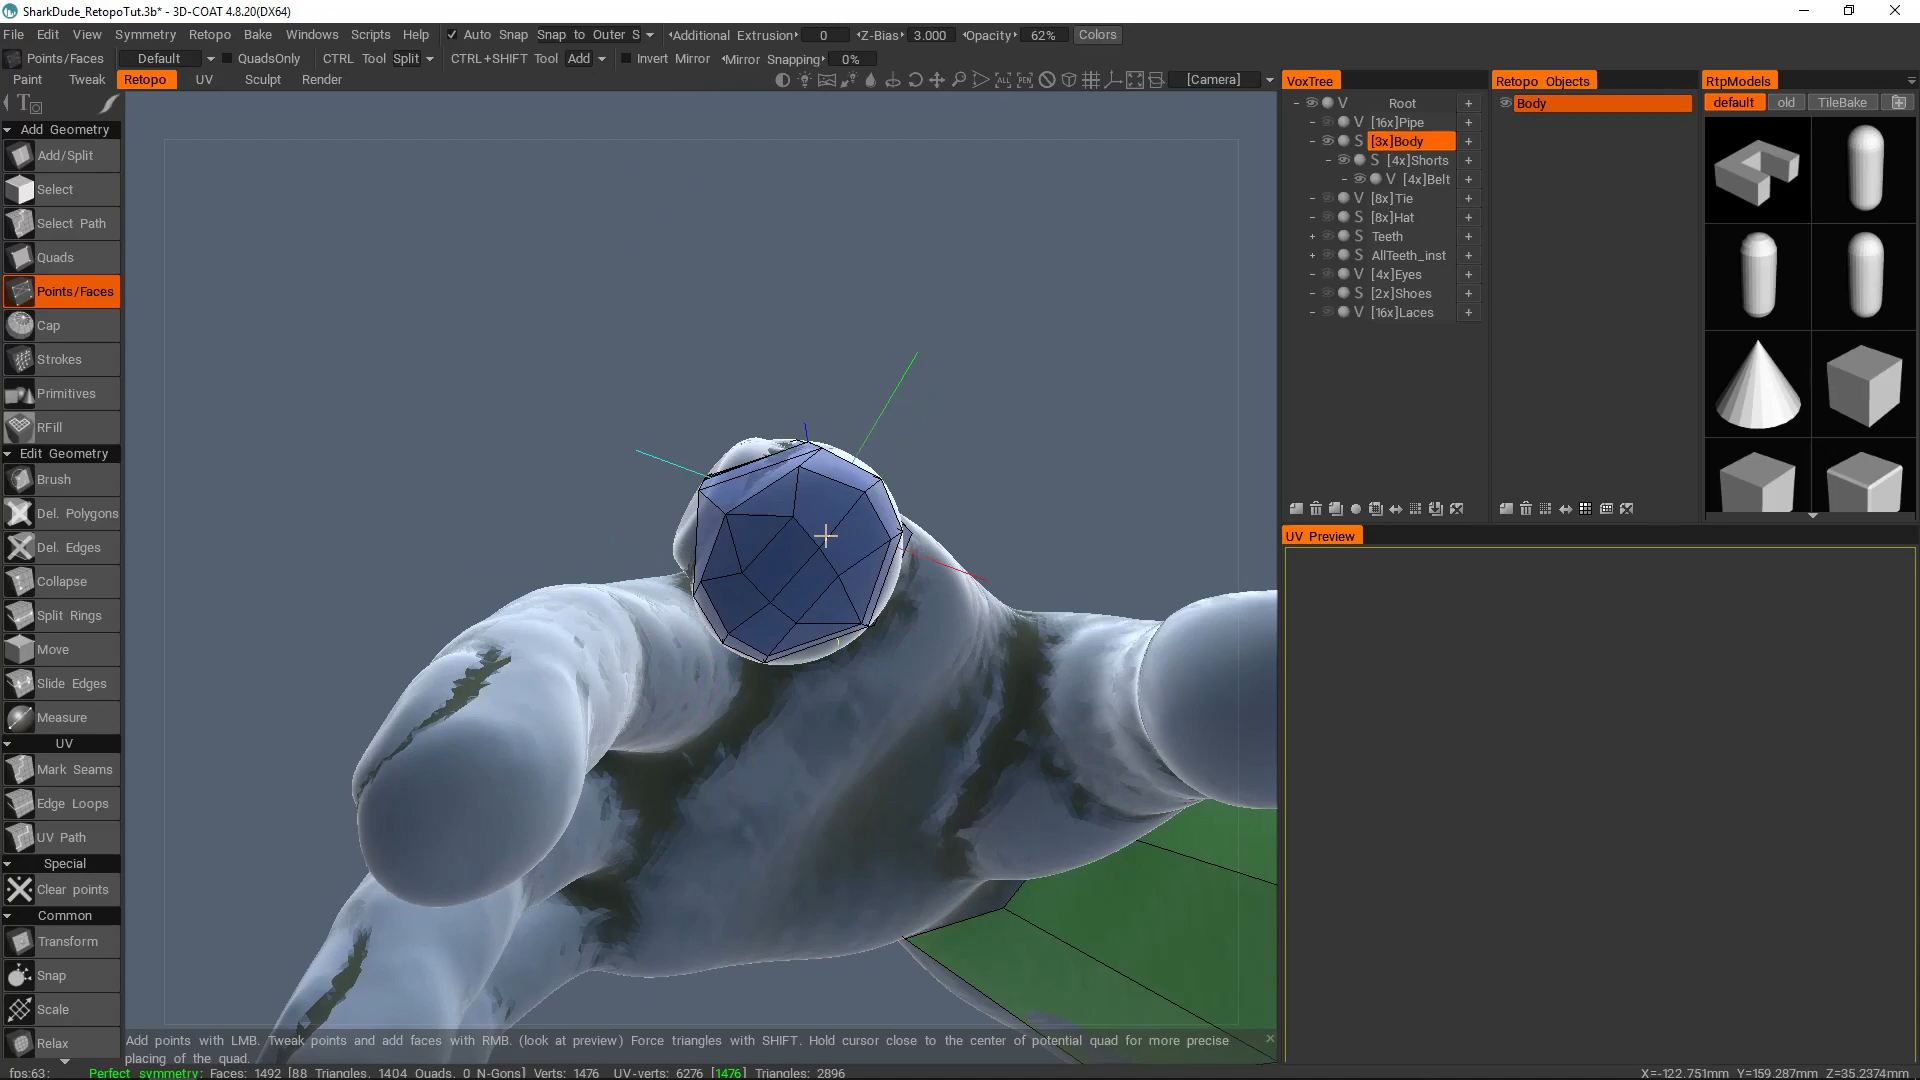 SharkDude_RetopoTut.3b* - 3D-COAT 4.8.20(DX64)
File Edit View Symmetry Retopo Bake Windows Scripts Help Auto Snap Snap to Outer S Additional Extrusion 0 Z-Bias 3.000 Opacity 62% Colors
Points/Faces Default QuadsOnly CTRL Tool Split CTRL+SHIFT Tool Add Invert Mirror Mirror Snapping 0%
Paint Tweak Retopo UV Sculpt Render [Camera]
VoxTree
Root
[16x]Pipe
[3x]Body
[4x]Shorts
[4x]Belt
[8x]Tie
[8x]Hat
Teeth
AllTeeth_inst
[4x]Eyes
[2x]Shoes
[16x]Laces
Retopo Objects
Body
RtpModels
default old TileBake
UV Preview
Add Geometry
Add/Split
Select
Select Path
Quads
Points/Faces
Cap
Strokes
Primitives
RFill
Edit Geometry
Brush
Del. Polygons
Del. Edges
Collapse
Split Rings
Move
Slide Edges
Measure
UV
Mark Seams
Edge Loops
UV Path
Special
Clear points
Common
Transform
Snap
Scale
Relax
Add points with LMB. Tweak points and add faces with RMB. (look at preview) Force triangles with SHIFT. Hold cursor close to the center of potential quad for more precise
placing of the quad.
fps:63; Perfect symmetry; Faces: 1492 [88 Triangles, 1404 Quads, 0 N-Gons] Verts: 1476 UV-verts: 6276 [1476] Triangles: 2896 X=-122.751mm Y=159.287mm Z=35.2374mm